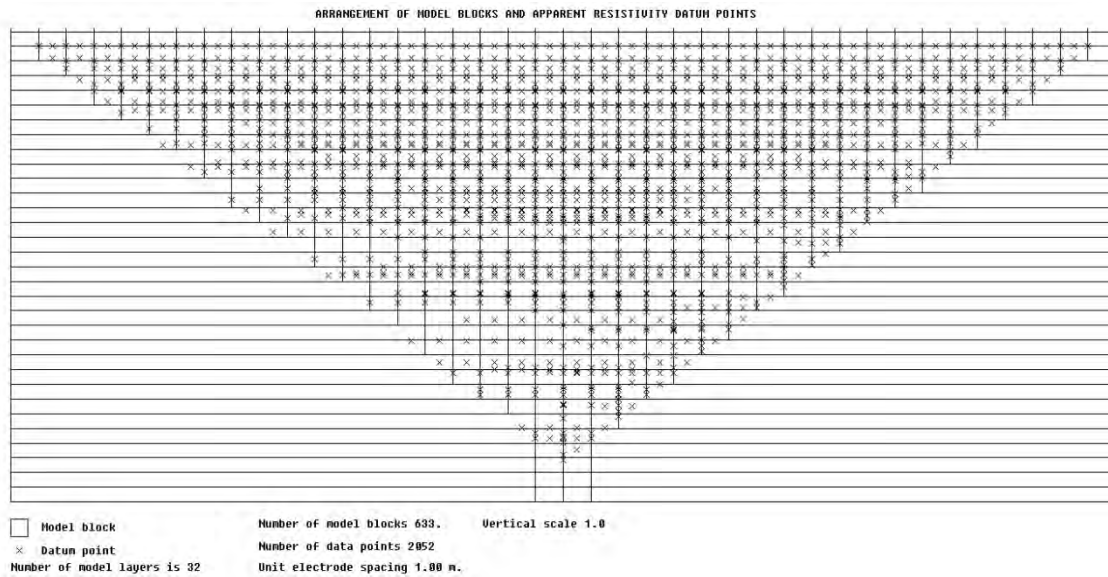 ARRANGEMENT OF MODEL BLOCKS AND APPARENT RESISTIVITY DATUM POINTS
Model block
Number of model blocks 633.
Vertical scale 1.0
Datum point
Number of data points 2052
Number of model layers is 32
Unit electrode spacing 1.00 m.